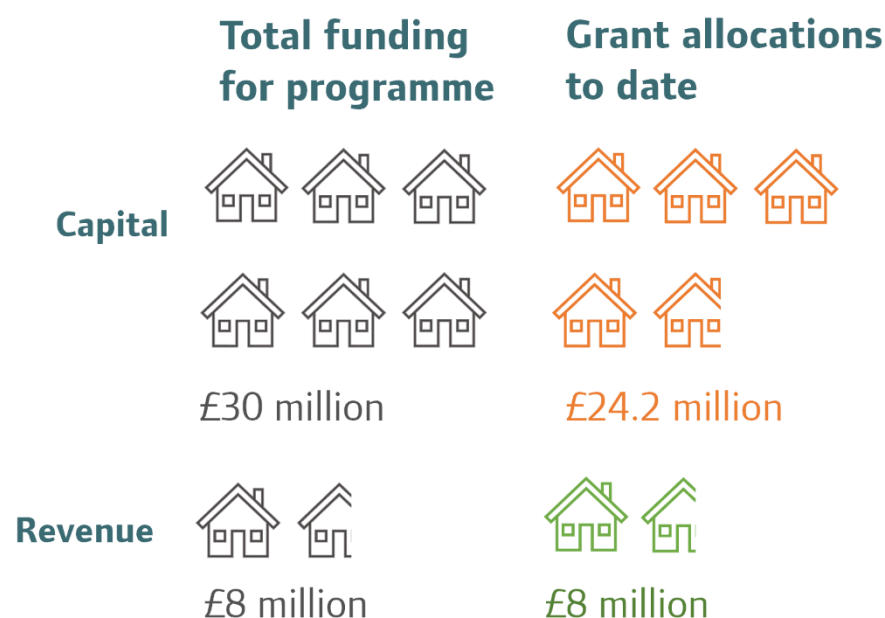 Total funding
for programme
Grant allocations
to date
Capital
£30 million
£24.2 million
Revenue
£8 million
£8 million